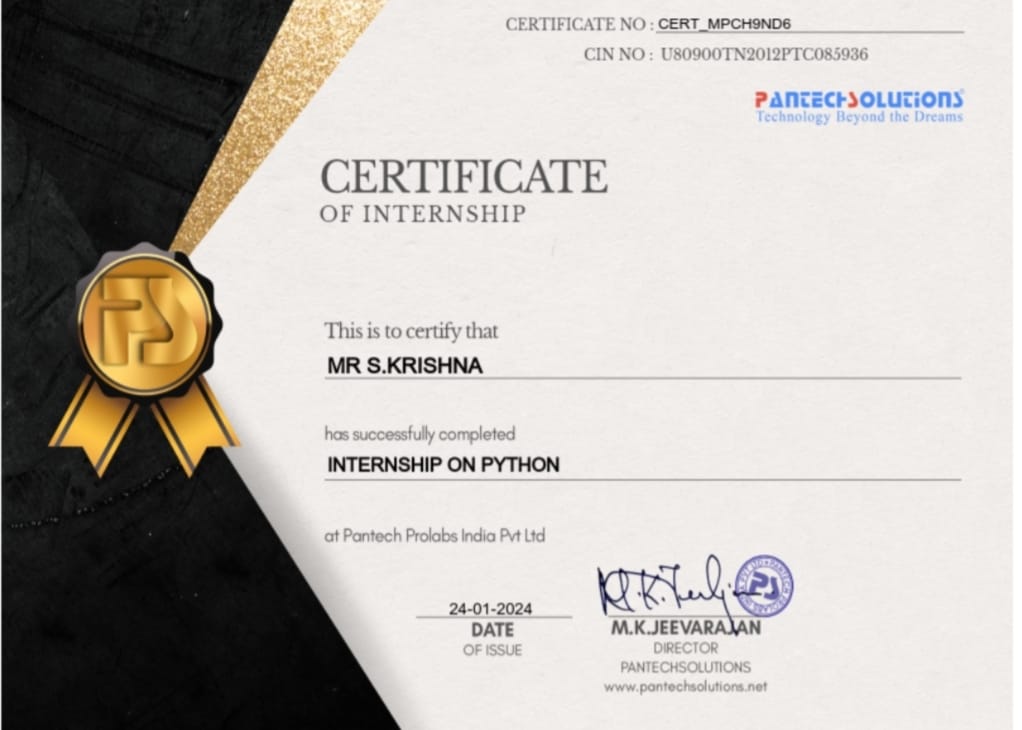 CERTIFICATE NO : CERT_MPCH9ND6
CIN NO : U80900TN2012PTC085936
PANTECHSOLUTIONS
Technology Beyond the Dreams
CERTIFICATE
OF INTERNSHIP
PS
This is to certify that
MR S.KRISHNA
has successfully completed
INTERNSHIP ON PYTHON
at Pantech Prolabs India Pvt Ltd
24-01-2024
DATE
OF ISSUE
PS
M.K.JEEVARAJAN
DIRECTOR
PANTECHSOLUTIONS
www.pantechsolutions.net